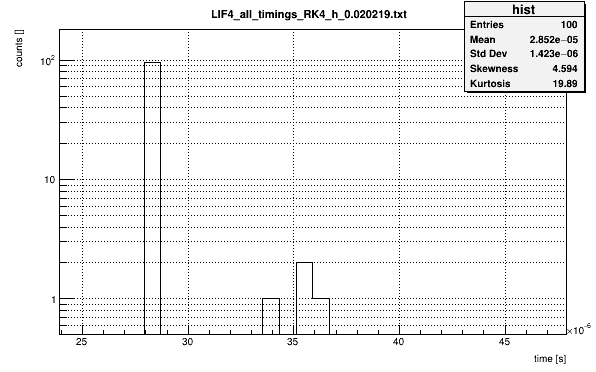 LIF4_all_timings_RK4_h_0.020219.txt
hist
Entries 100
Mean 2.852e−05
Std Dev 1.423e−06
Skewness 4.594
Kurtosis 19.89
counts []
10²
10
1
25 30 35 40 45
×10⁻⁶
time [s]